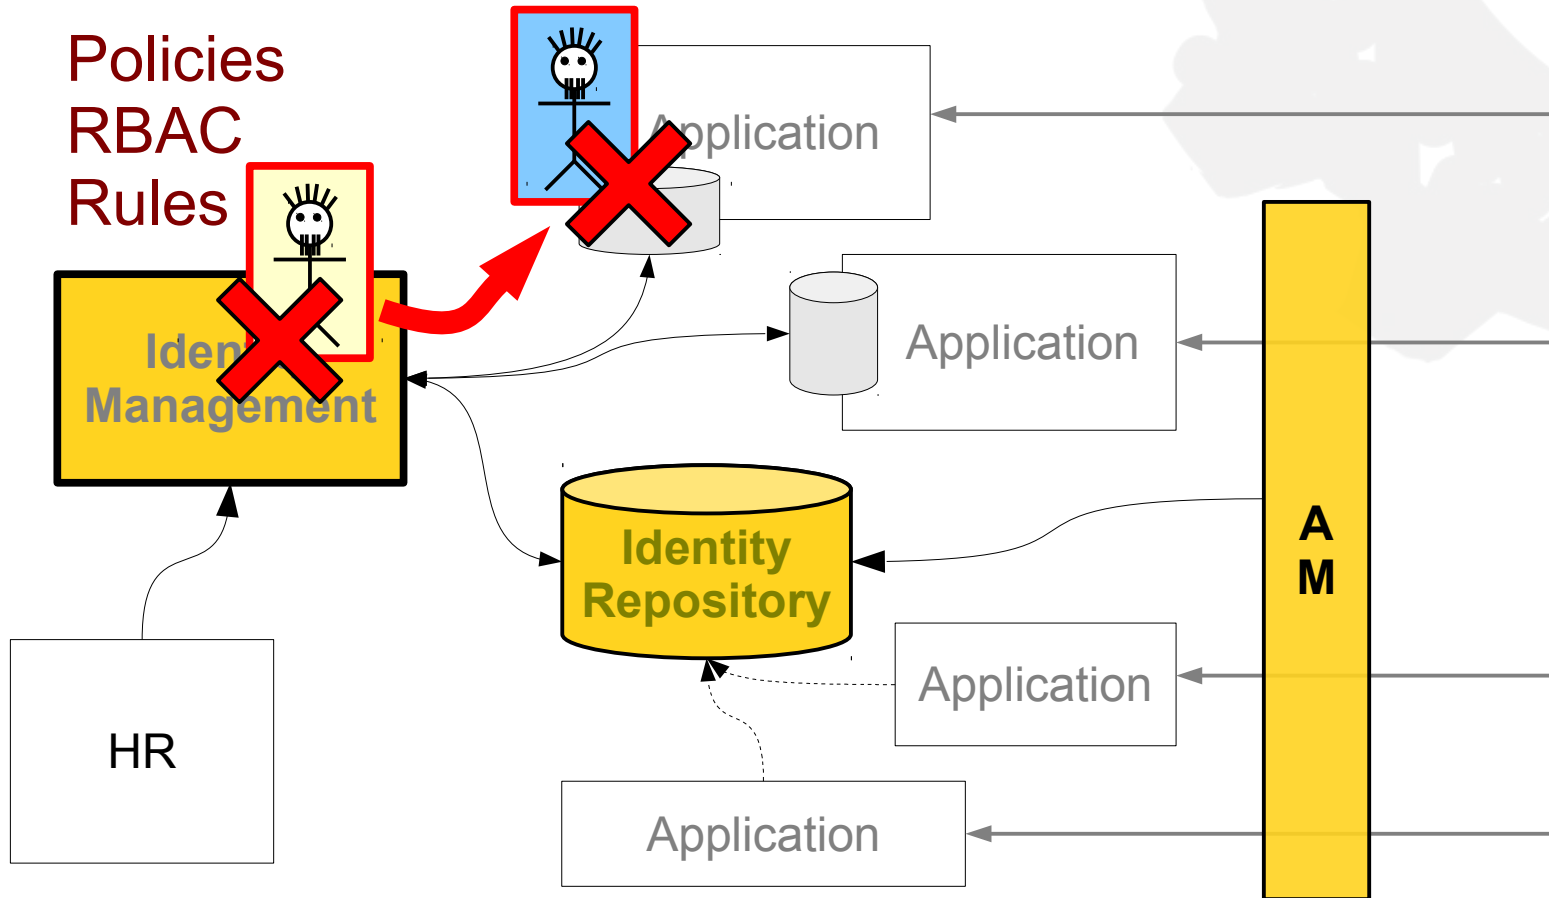 Policies
RBAC
Rules
Application
Identity
Management
Application
Identity
Repository
A
M
Application
HR
Application